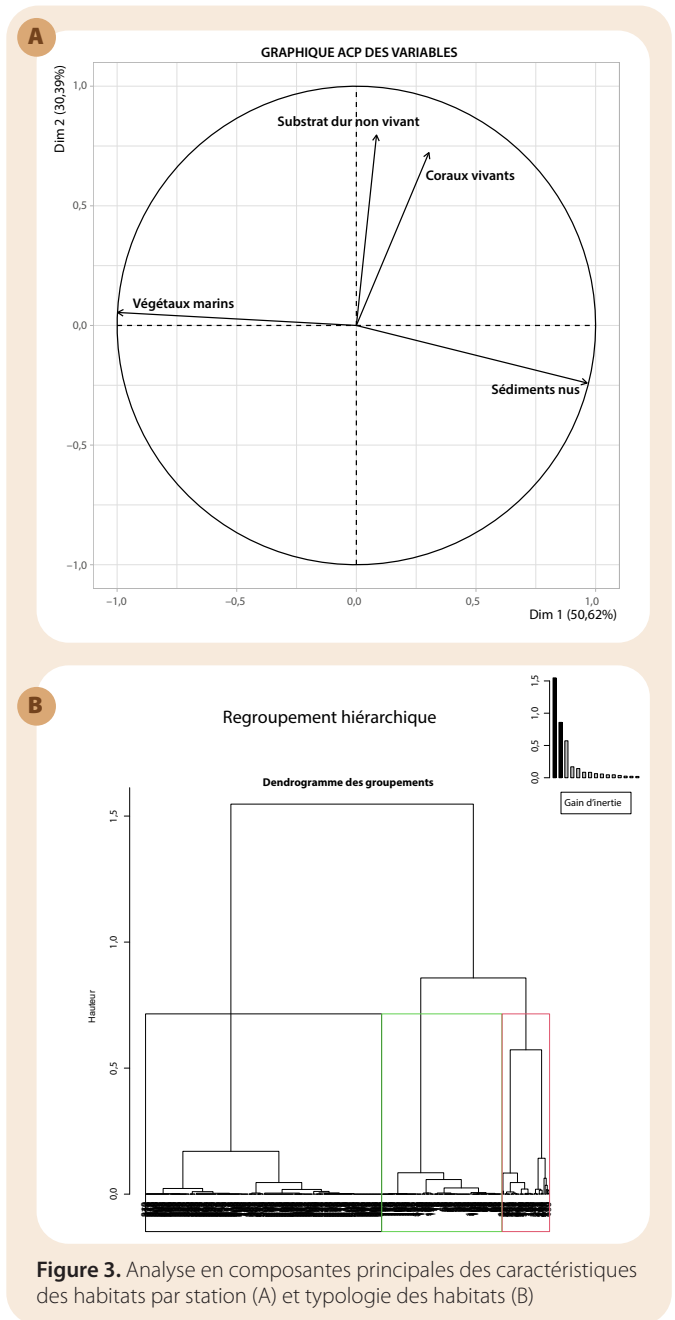 A
GRAPHIQUE ACP DES VARIABLES
Dim 2 (30,39%)
1,0
0,5
0,0
−0,5
−1,0
Substrat dur non vivant
Coraux vivants
Végétaux marins
Sédiments nus
−1,0
−0,5
0,0
0,5
1,0
Dim 1 (50,62%)
B
Regroupement hiérarchique
1,5
1,0
0,5
0,0
Gain d'inertie
Dendrogramme des groupements
Hauteur
1,5
1,0
0,5
0,0
Figure 3. Analyse en composantes principales des caractéristiques
des habitats par station (A) et typologie des habitats (B)